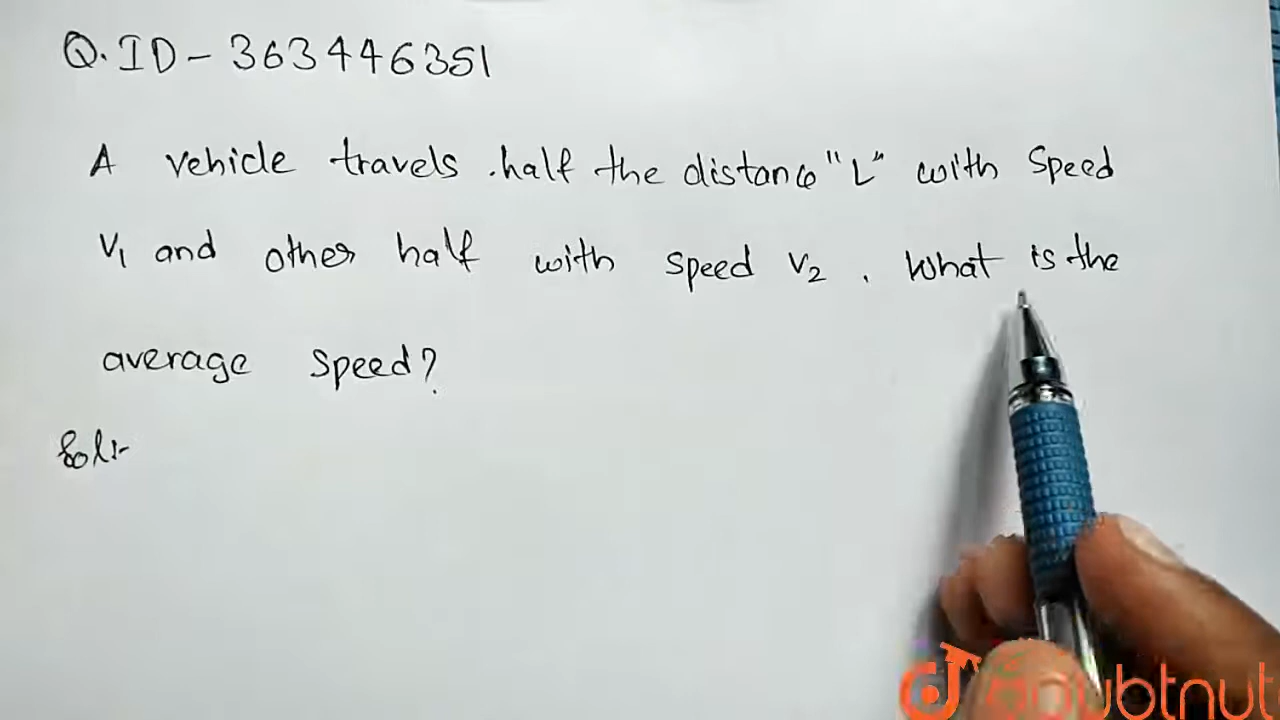 Q. ID - 363446351
A vehicle travels half the distance "L" with Speed
V1 and other half with speed V2. What is the
average speed?
Sol:-
doubtnut